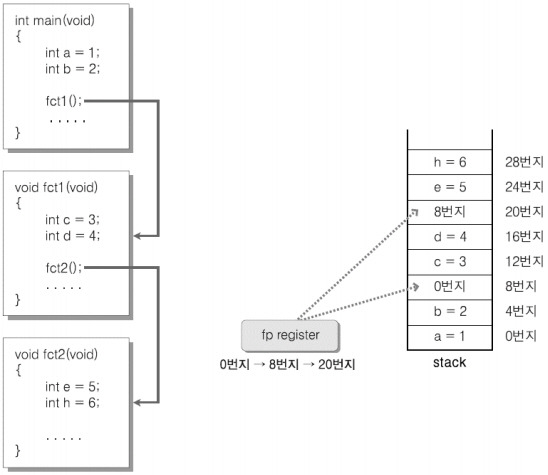 int main(void)
{
int a = 1;
int b = 2;
fct1();
. . . . .
}
void fct1(void)
{
int c = 3;
int d = 4;
fct2();
. . . . .
}
void fct2(void)
{
int e = 5;
int h = 6;
. . . . .
}
fp register
0번지 → 8번지 → 20번지
h = 6 28번지
e = 5 24번지
8번지 20번지
d = 4 16번지
c = 3 12번지
0번지 8번지
b = 2 4번지
a = 1 0번지
stack